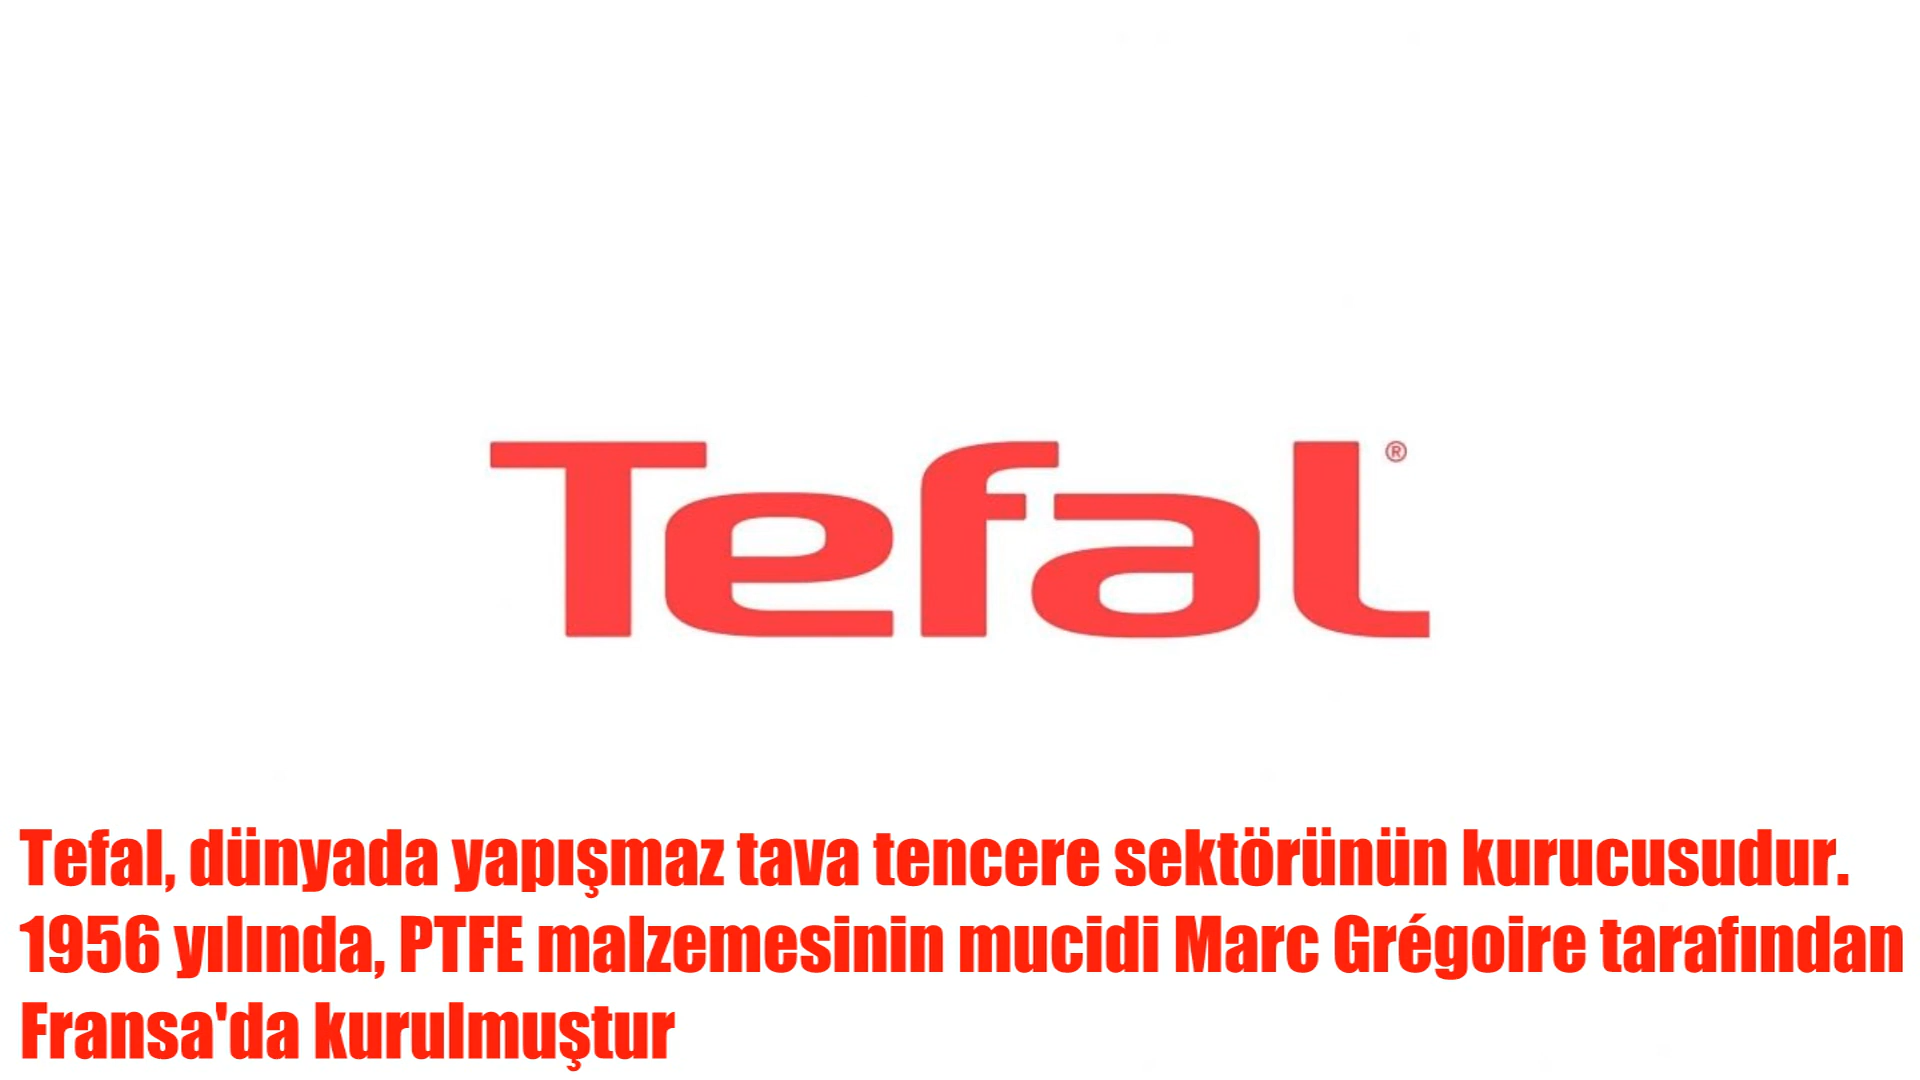 Tefal®
Tefal, dünyada yapışmaz tava tencere sektörünün kurucusudur.
1956 yılında, PTFE malzemesinin mucidi Marc Grégoire tarafından
Fransa'da kurulmuştur